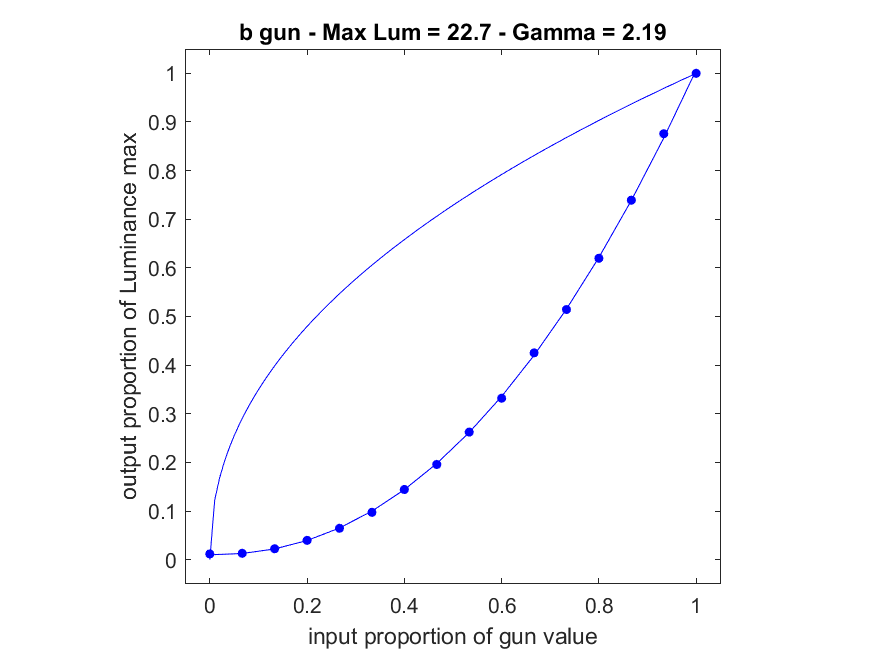 b gun - Max Lum = 22.7 - Gamma = 2.19
output proportion of Luminance max
1
0.9
0.8
0.7
0.6
0.5
0.4
0.3
0.2
0.1
0
0 0.2 0.4 0.6 0.8 1
input proportion of gun value